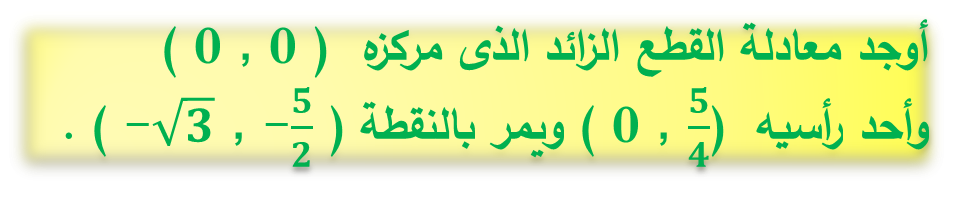 أوجد معادلة القطع الزائد الذى مركزه ( 0 , 0 )
وأحد رأسيه ( 5/4 , 0 ) ويمر بالنقطة ( −5/2 , −√3 ) .